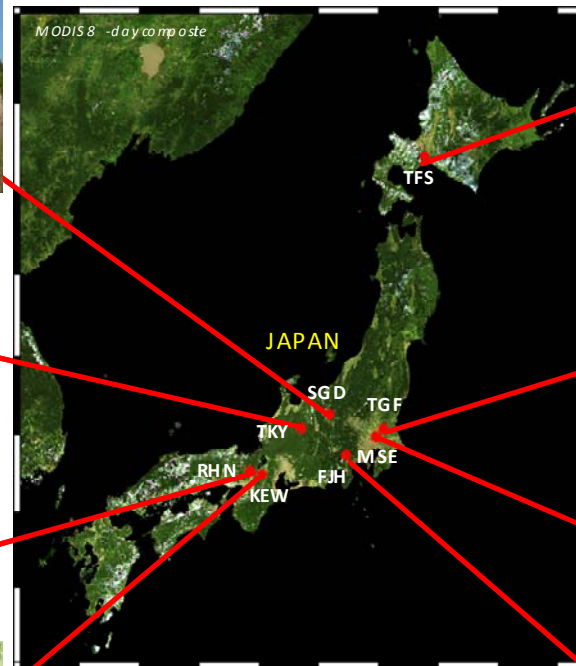 MODIS 8 -day composte
TFS
JAPAN
SGD
TGF
TKY
MSE
RHN
FJH
KEW